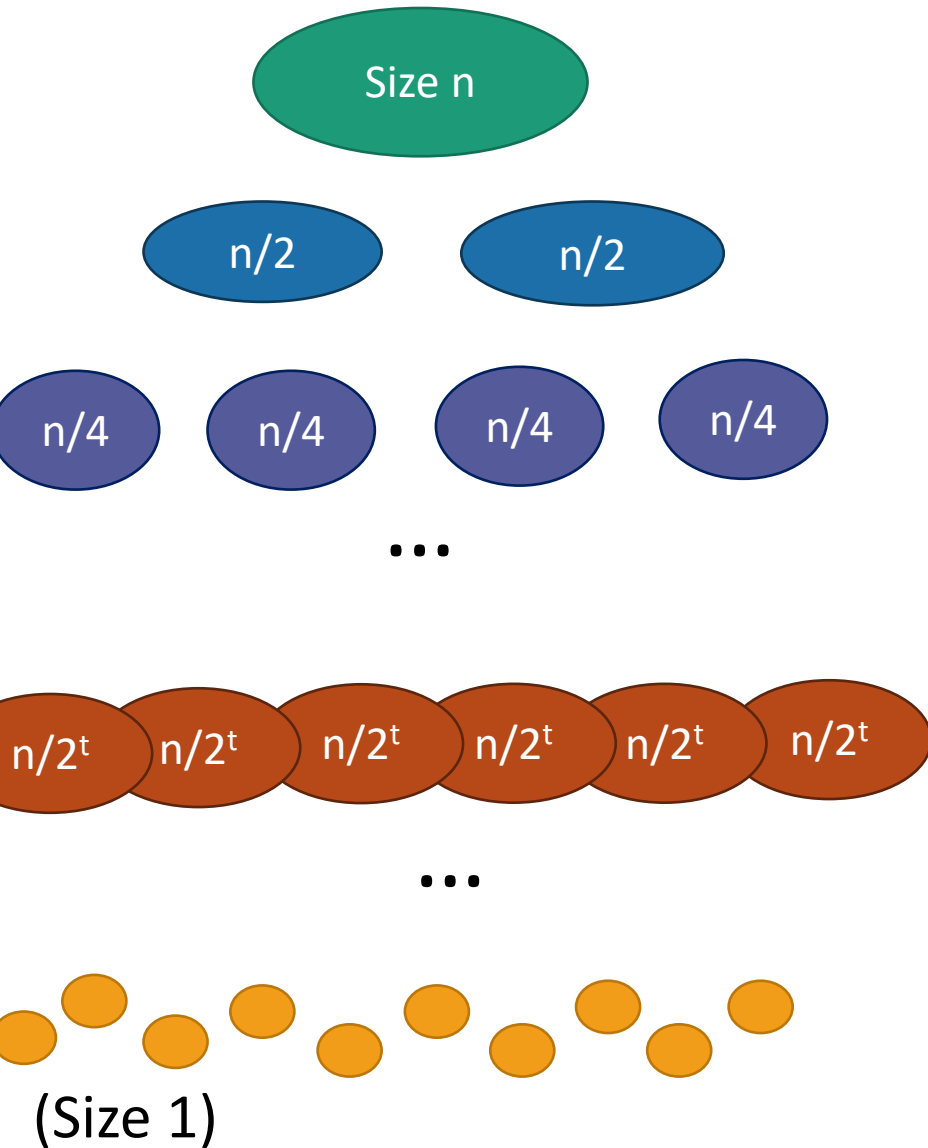 Size n
n/2 n/2
n/4 n/4 n/4 n/4
...
n/2ᵗ n/2ᵗ n/2ᵗ n/2ᵗ n/2ᵗ n/2ᵗ
...
(Size 1)